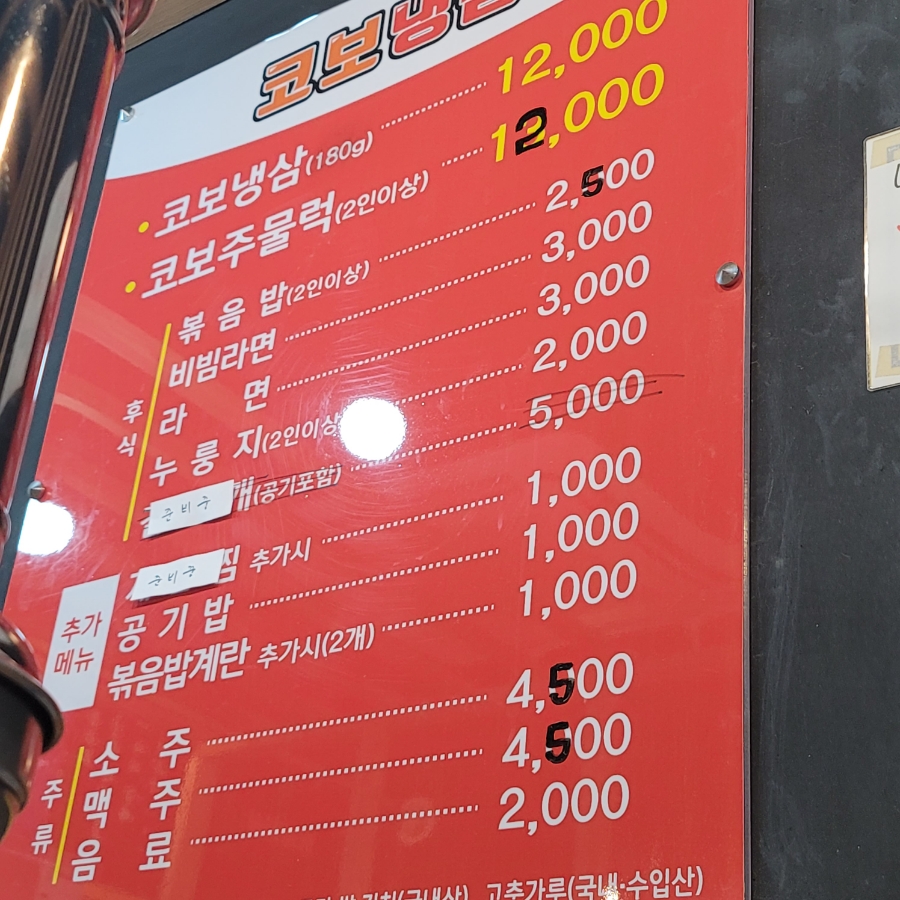 코보냉삼
코보냉삼(180g) 12,000
코보주물럭(2인이상) 12,000
후식
볶음밥(2인이상) 2,500
비빔라면 3,000
라면 3,000
누룽지(2인이상) 2,000
준비중 개(공기포함) 5,000
추가메뉴
준비중 찜 추가시 1,000
공기밥 1,000
볶음밥계란 추가시(2개) 1,000
주류
소주 4,500
맥주 4,500
음료 2,000
고춧가루(국내·수입산)